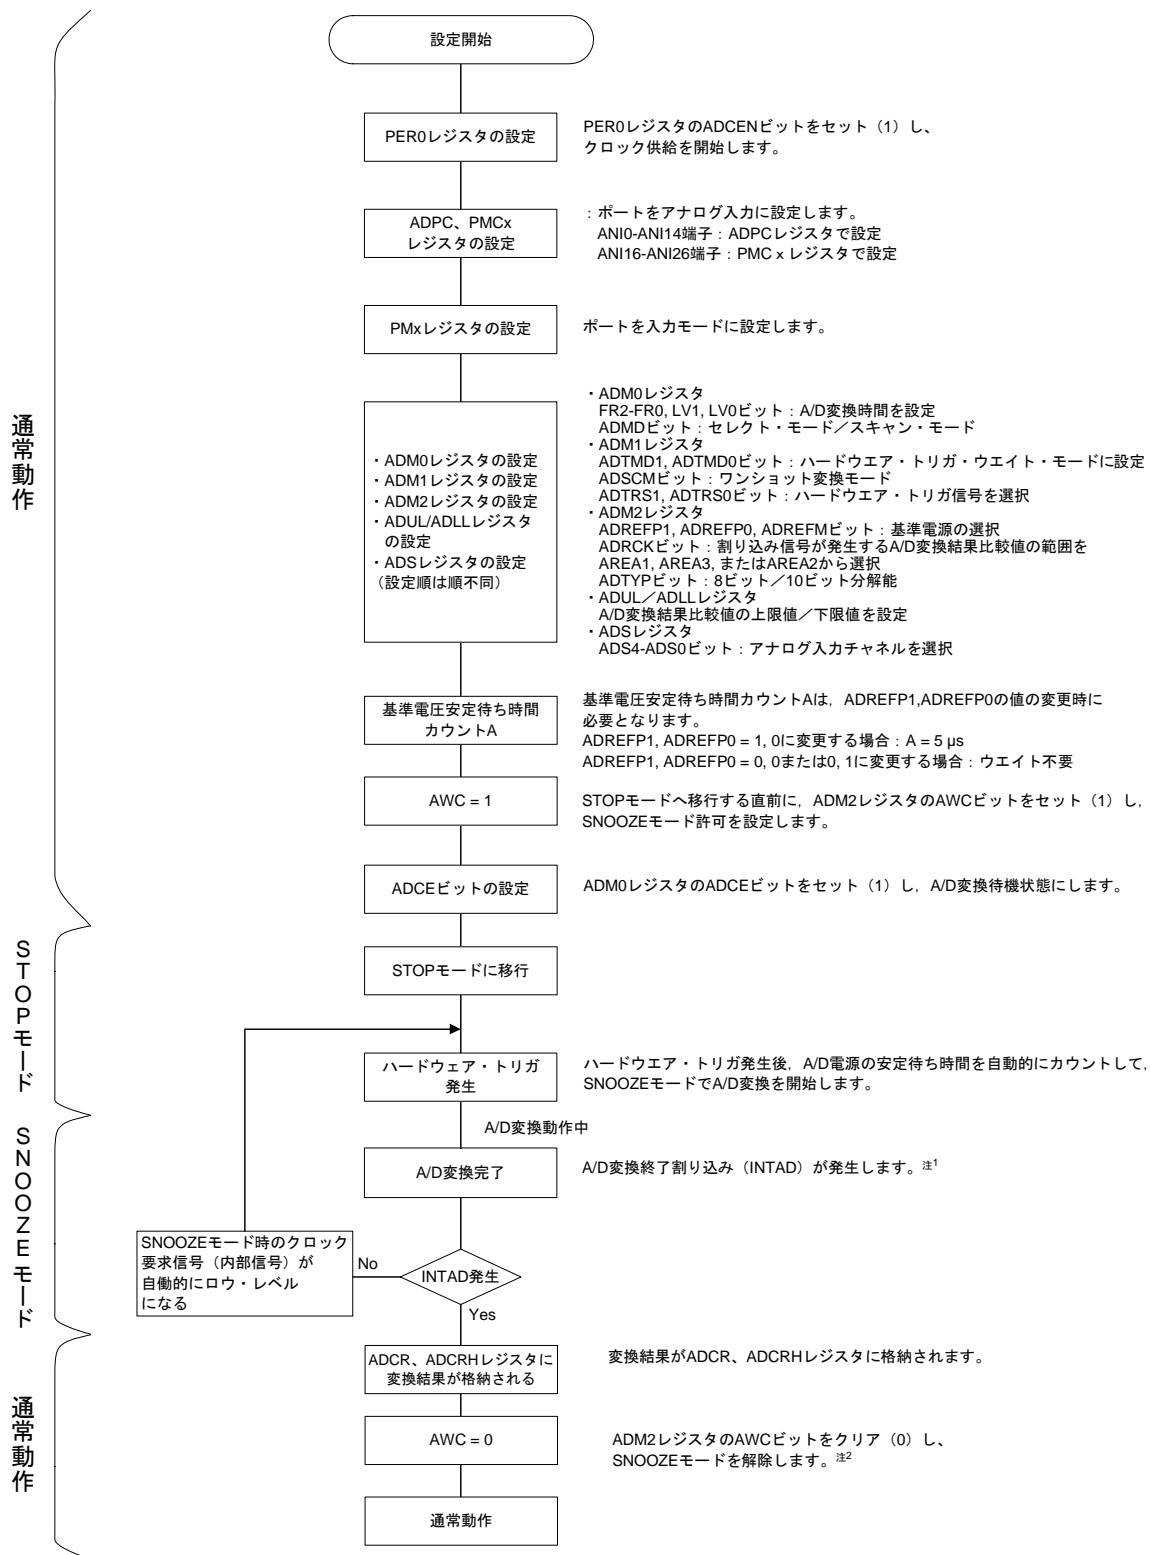 設定開始
PER0レジスタの設定
PER0レジスタのADCENビットをセット（1）し、
クロック供給を開始します。
ADPC、PMCx
レジスタの設定
：ポートをアナログ入力に設定します。
ANI0-ANI14端子：ADPCレジスタで設定
ANI16-ANI26端子：PMC x レジスタで設定
PMxレジスタの設定
ポートを入力モードに設定します。
通常動作
・ADM0レジスタの設定
・ADM1レジスタの設定
・ADM2レジスタの設定
・ADUL/ADLLレジスタ
の設定
・ADSレジスタの設定
（設定順は順不同）
・ADM0レジスタ
FR2-FR0, LV1, LV0ビット：A/D変換時間を設定
ADMDビット：セレクト・モード／スキャン・モード
・ADM1レジスタ
ADTMD1, ADTMD0ビット：ハードウエア・トリガ・ウエイト・モードに設定
ADSCMビット：ワンショット変換モード
ADTRS1, ADTRS0ビット：ハードウエア・トリガ信号を選択
・ADM2レジスタ
ADREFP1, ADREFP0, ADREFMビット：基準電源の選択
ADRCKビット：割り込み信号が発生するA/D変換結果比較値の範囲を
AREA1, AREA3, またはAREA2から選択
ADTYPビット：8ビット／10ビット分解能
・ADUL／ADLLレジスタ
A/D変換結果比較値の上限値／下限値を設定
・ADSレジスタ
ADS4-ADS0ビット：アナログ入力チャネルを選択
基準電圧安定待ち時間
カウントA
基準電圧安定待ち時間カウントAは，ADREFP1,ADREFP0の値の変更時に
必要となります。
ADREFP1, ADREFP0 = 1, 0に変更する場合：A = 5 µs
ADREFP1, ADREFP0 = 0, 0または0, 1に変更する場合：ウエイト不要
AWC = 1
STOPモードへ移行する直前に，ADM2レジスタのAWCビットをセット（1）し，
SNOOZEモード許可を設定します。
ADCEビットの設定
ADM0レジスタのADCEビットをセット（1）し，A/D変換待機状態にします。
STOPモード
STOPモードに移行
ハードウェア・トリガ
発生
ハードウエア・トリガ発生後，A/D電源の安定待ち時間を自動的にカウントして，
SNOOZEモードでA/D変換を開始します。
A/D変換動作中
SNOOZEモード
A/D変換完了
A/D変換終了割り込み（INTAD）が発生します。注1
SNOOZEモード時のクロック
要求信号（内部信号）が
自働的にロウ・レベル
になる
No
INTAD発生
Yes
通常動作
ADCR、ADCRHレジスタに
変換結果が格納される
変換結果がADCR、ADCRHレジスタに格納されます。
AWC = 0
ADM2レジスタのAWCビットをクリア（0）し、
SNOOZEモードを解除します。注2
通常動作